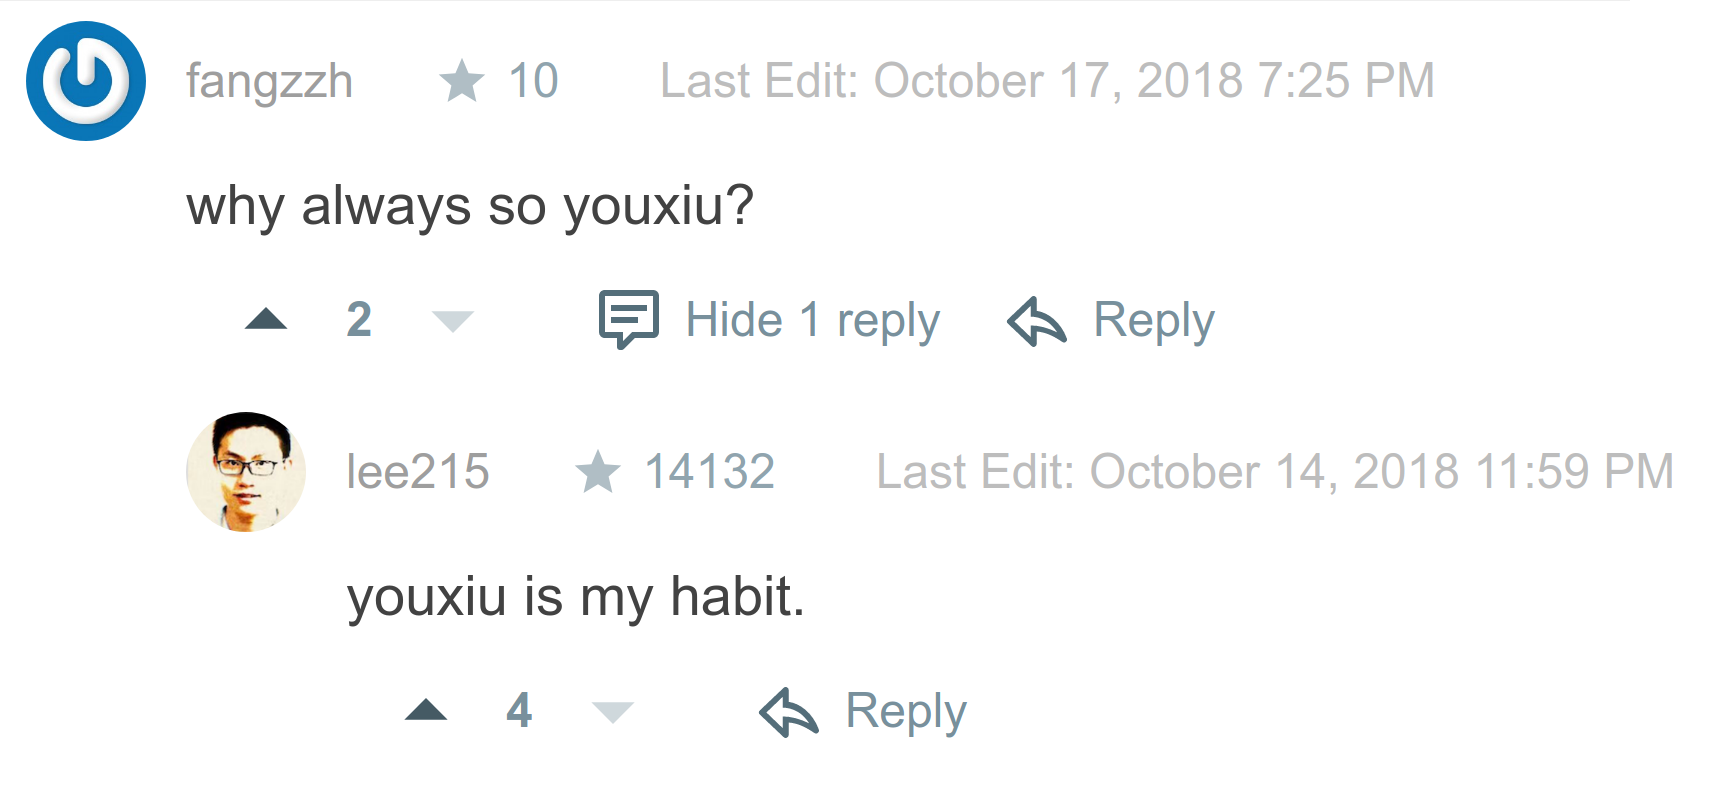 fangzzh 10 Last Edit: October 17, 2018 7:25 PM
why always so youxiu?
2 Hide 1 reply Reply
lee215 14132 Last Edit: October 14, 2018 11:59 PM
youxiu is my habit.
4 Reply